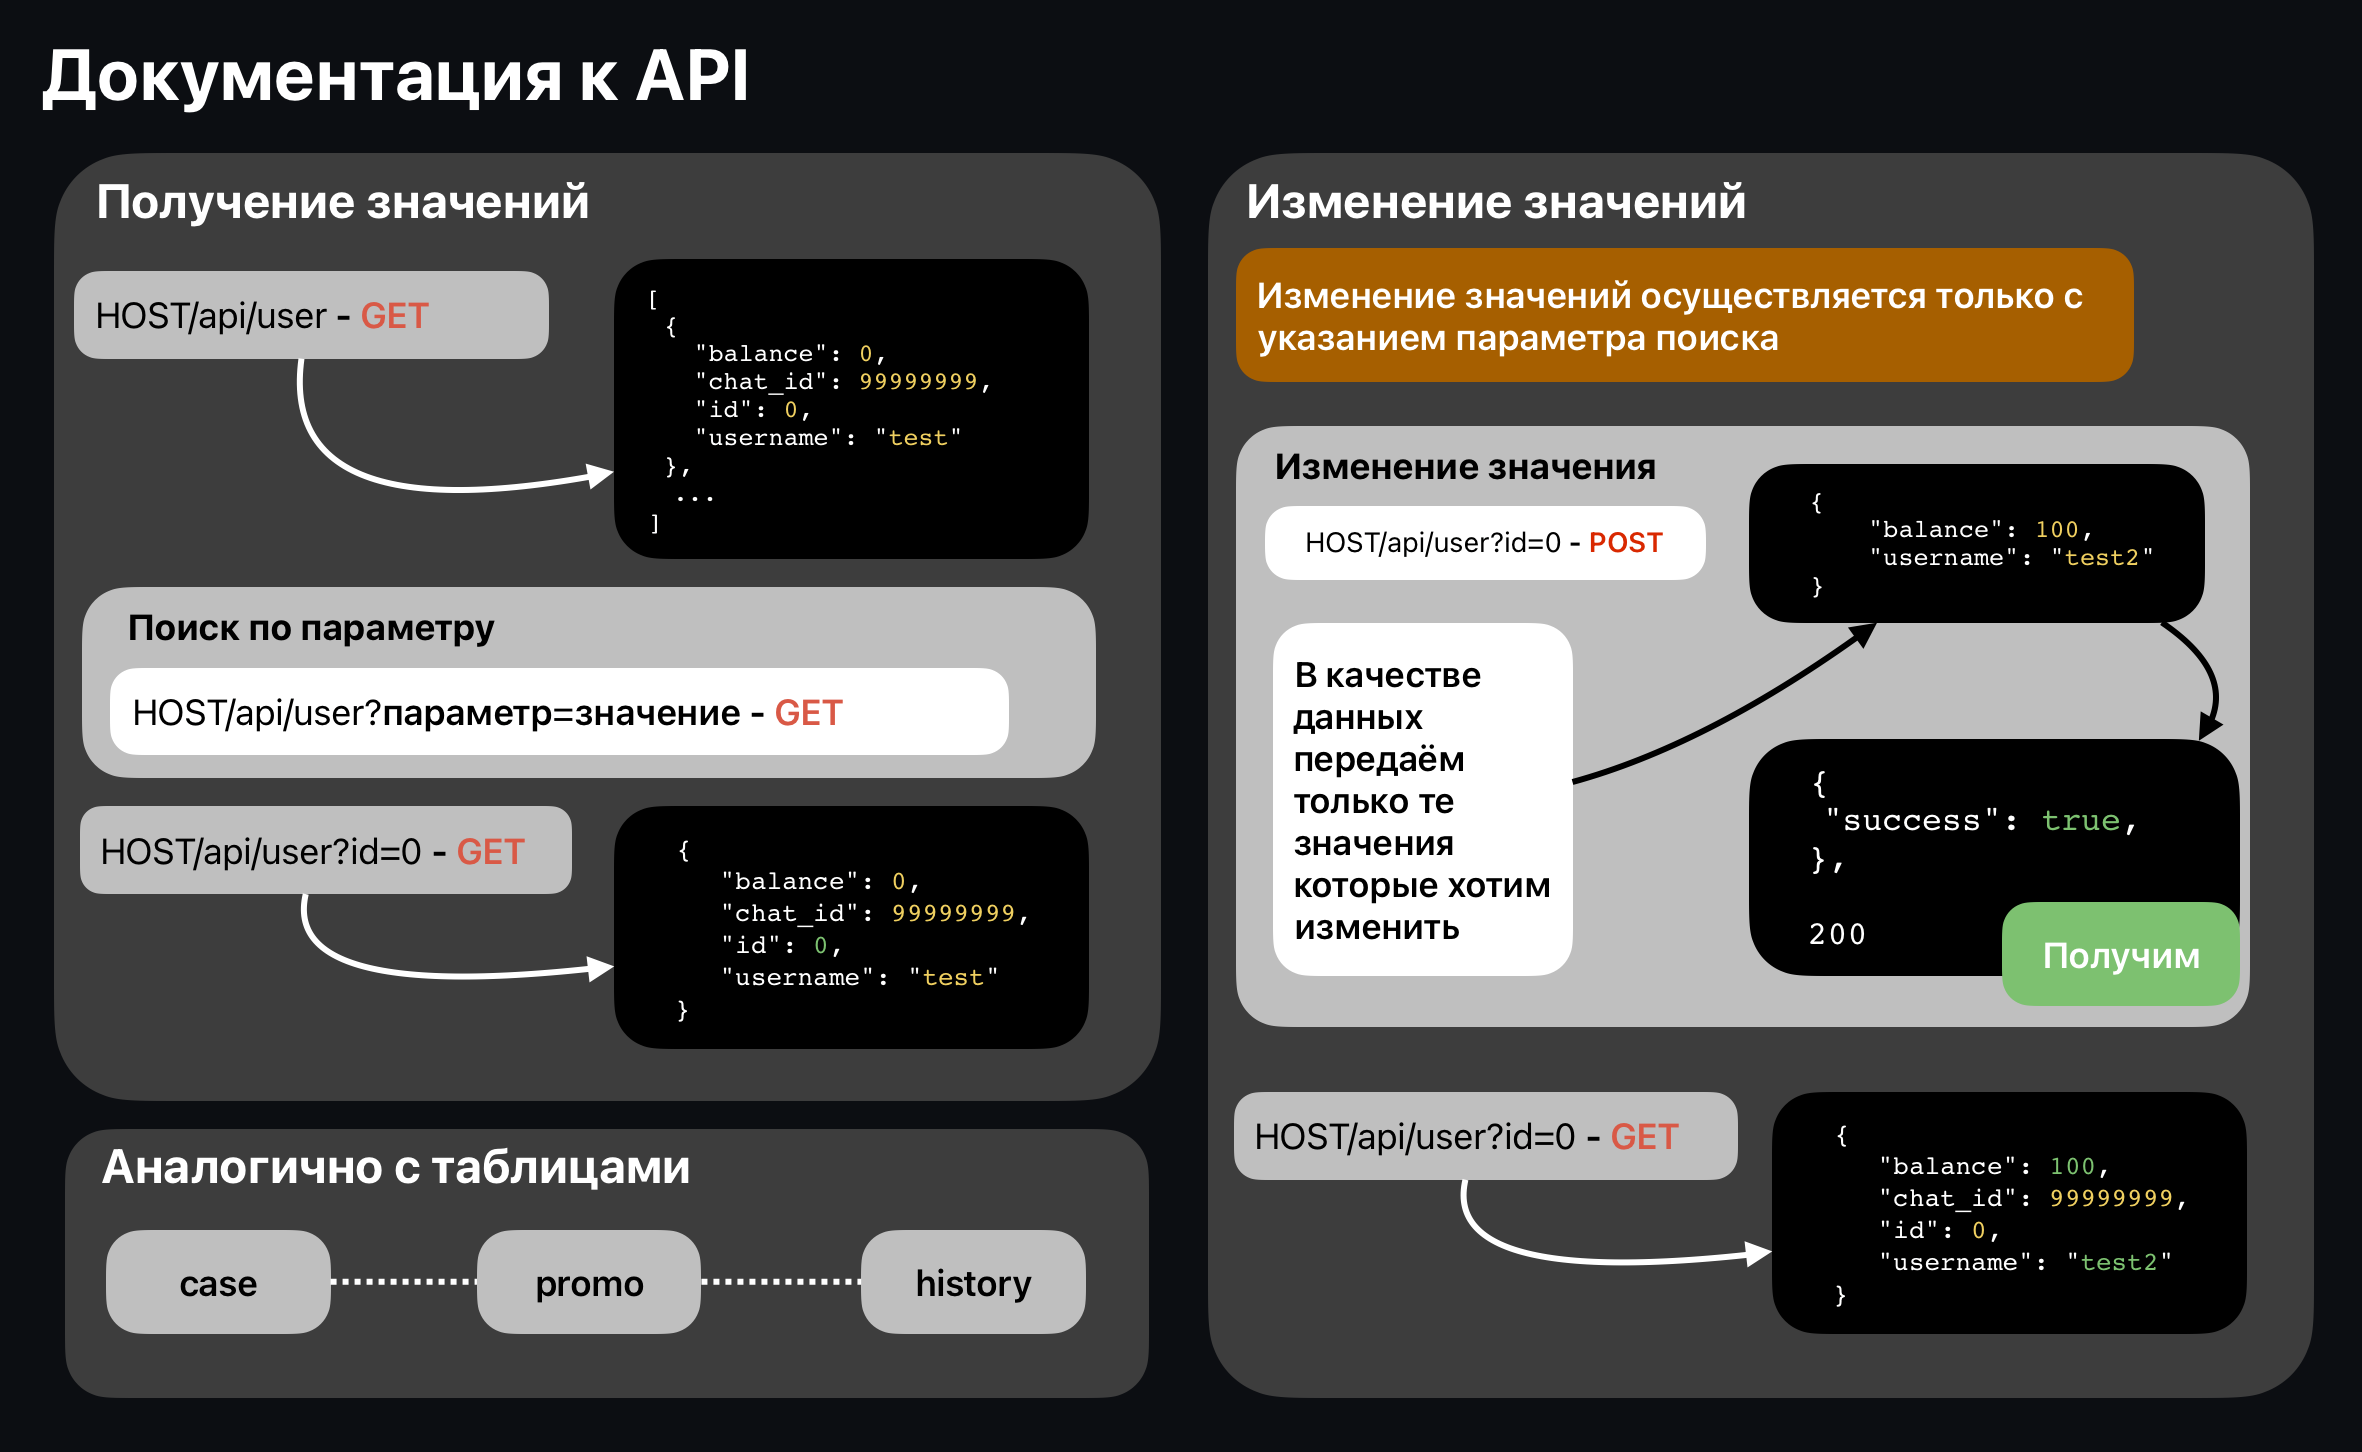 Документация к API
Получение значений
HOST/api/user - GET
[
{
"balance": 0,
"chat_id": 99999999,
"id": 0,
"username": "test"
},
...
]
Поиск по параметру
HOST/api/user?параметр=значение - GET
HOST/api/user?id=0 - GET
{
"balance": 0,
"chat_id": 99999999,
"id": 0,
"username": "test"
}
Аналогично с таблицами
case
promo
history
Изменение значений
Изменение значений осуществляется только с
указанием параметра поиска
Изменение значения
HOST/api/user?id=0 - POST
{
"balance": 100,
"username": "test2"
}
В качестве
данных
передаём
только те
значения
которые хотим
изменить
{
"success": true,
},
200
Получим
HOST/api/user?id=0 - GET
{
"balance": 100,
"chat_id": 99999999,
"id": 0,
"username": "test2"
}